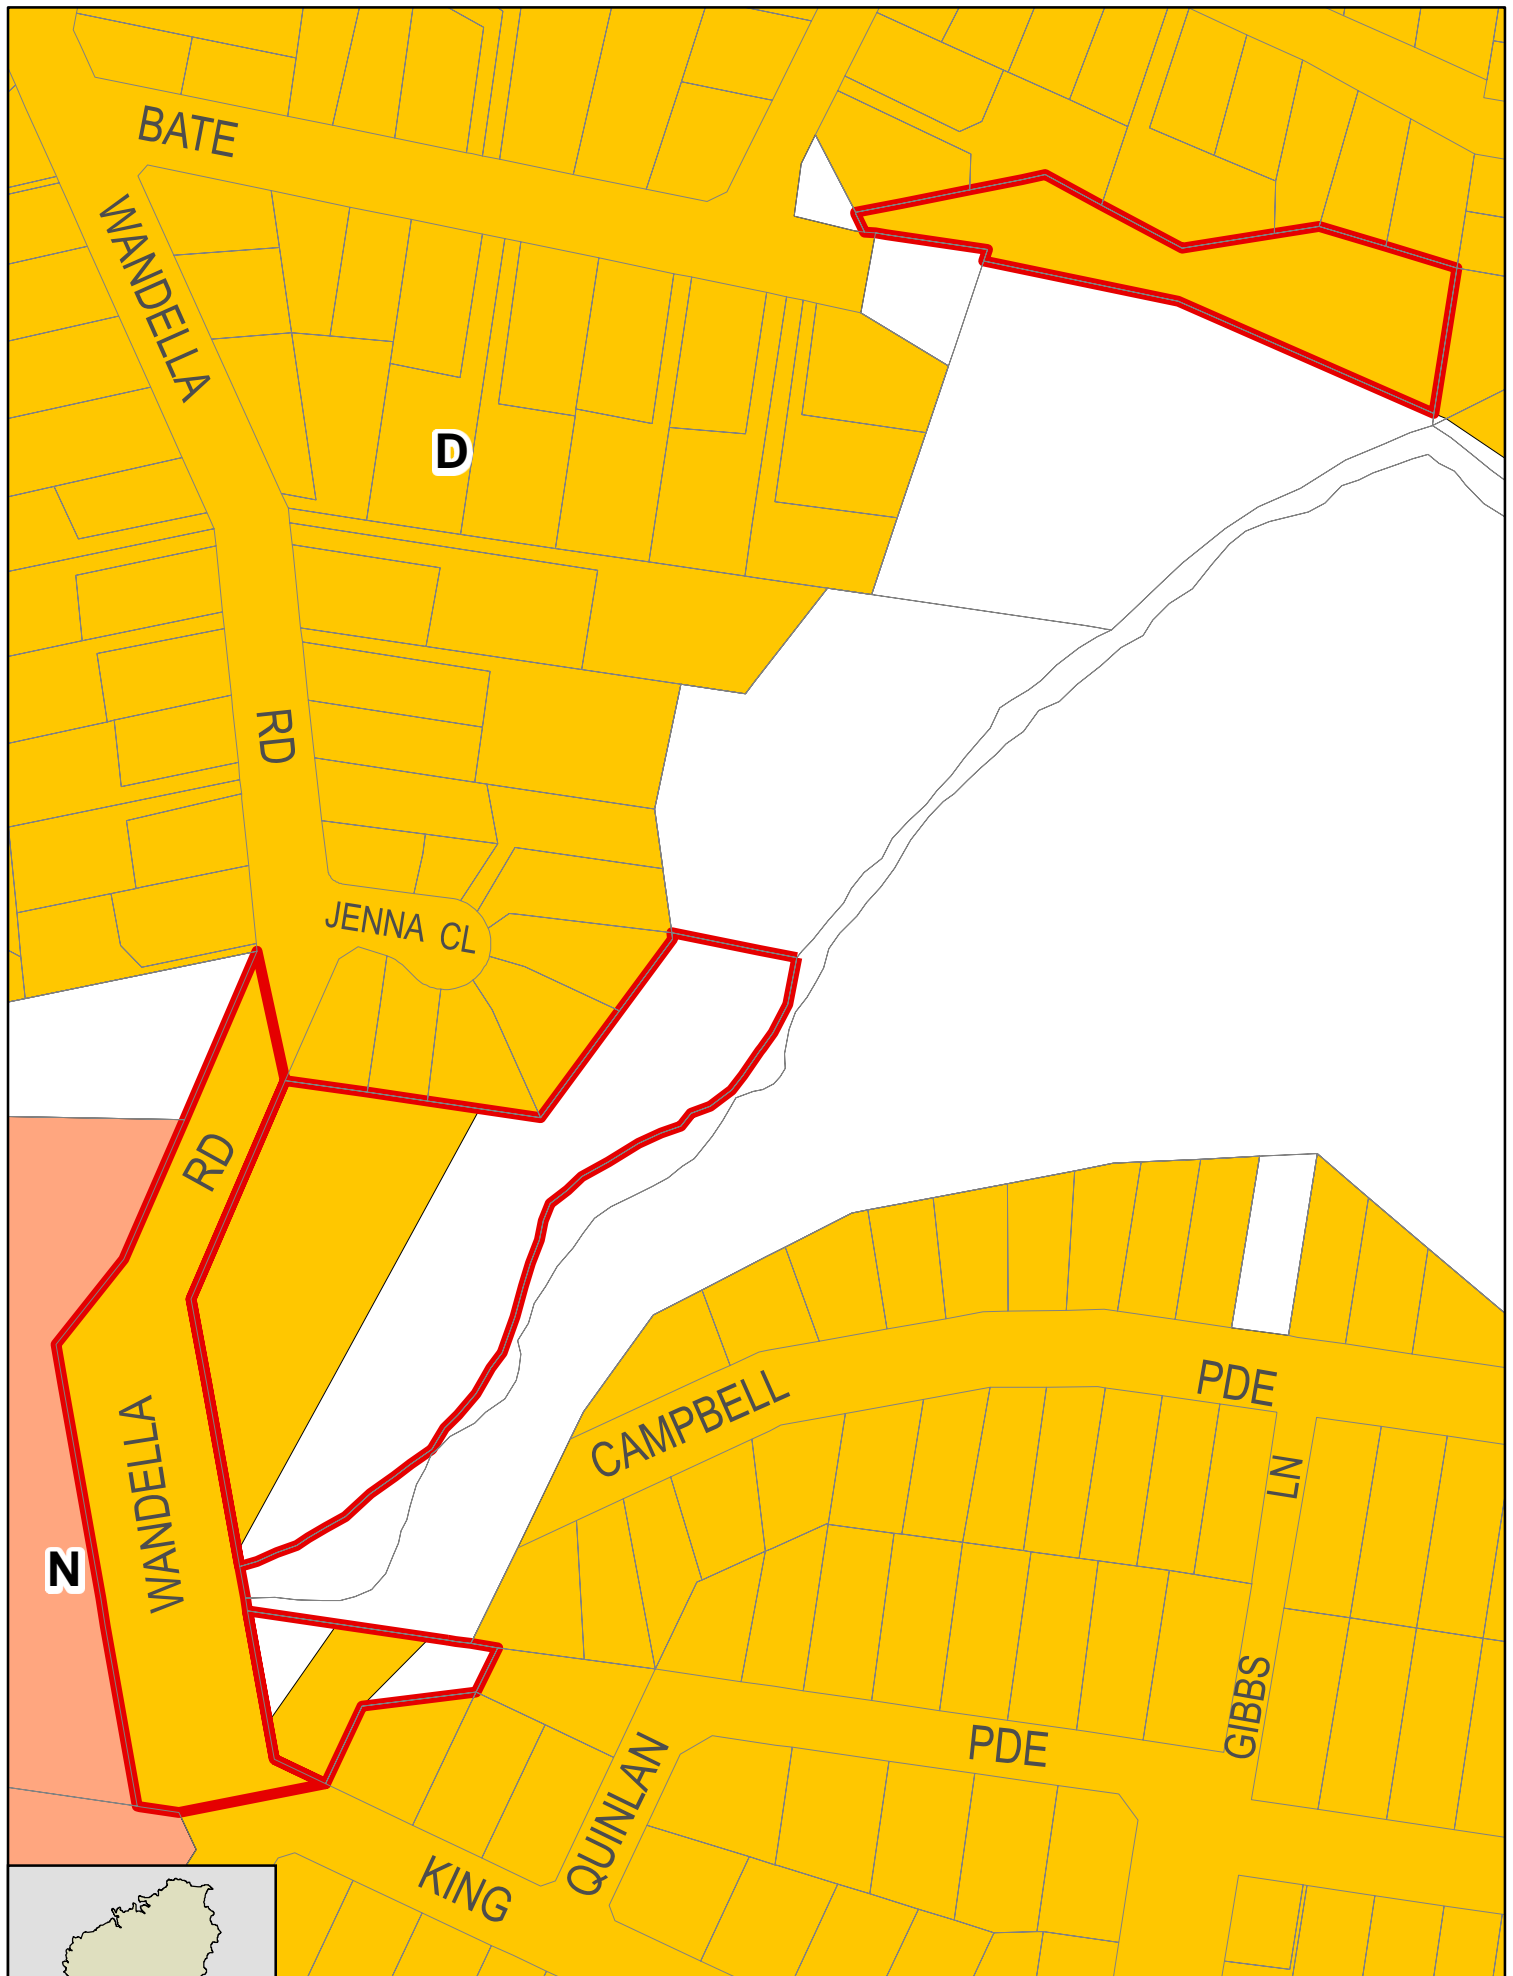 BATE
WANDELLA
D
RD
JENNA CL
RD
WANDELLA
N
CAMPBELL
PDE
LN
GIBBS
PDE
QUINLAN
KING